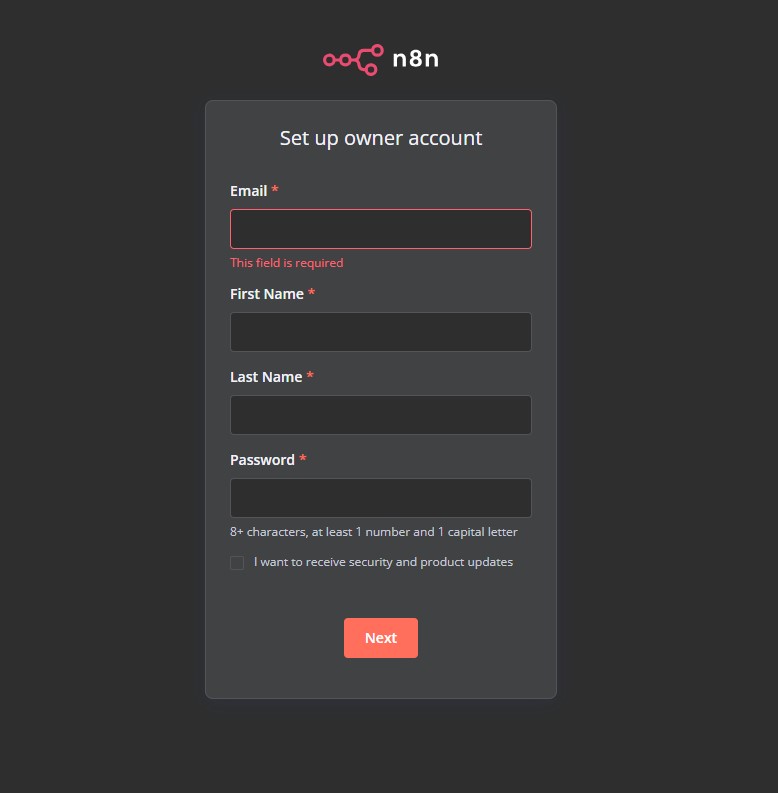 n8n
Set up owner account
Email *
This field is required
First Name *
Last Name *
Password *
8+ characters, at least 1 number and 1 capital letter
I want to receive security and product updates
Next